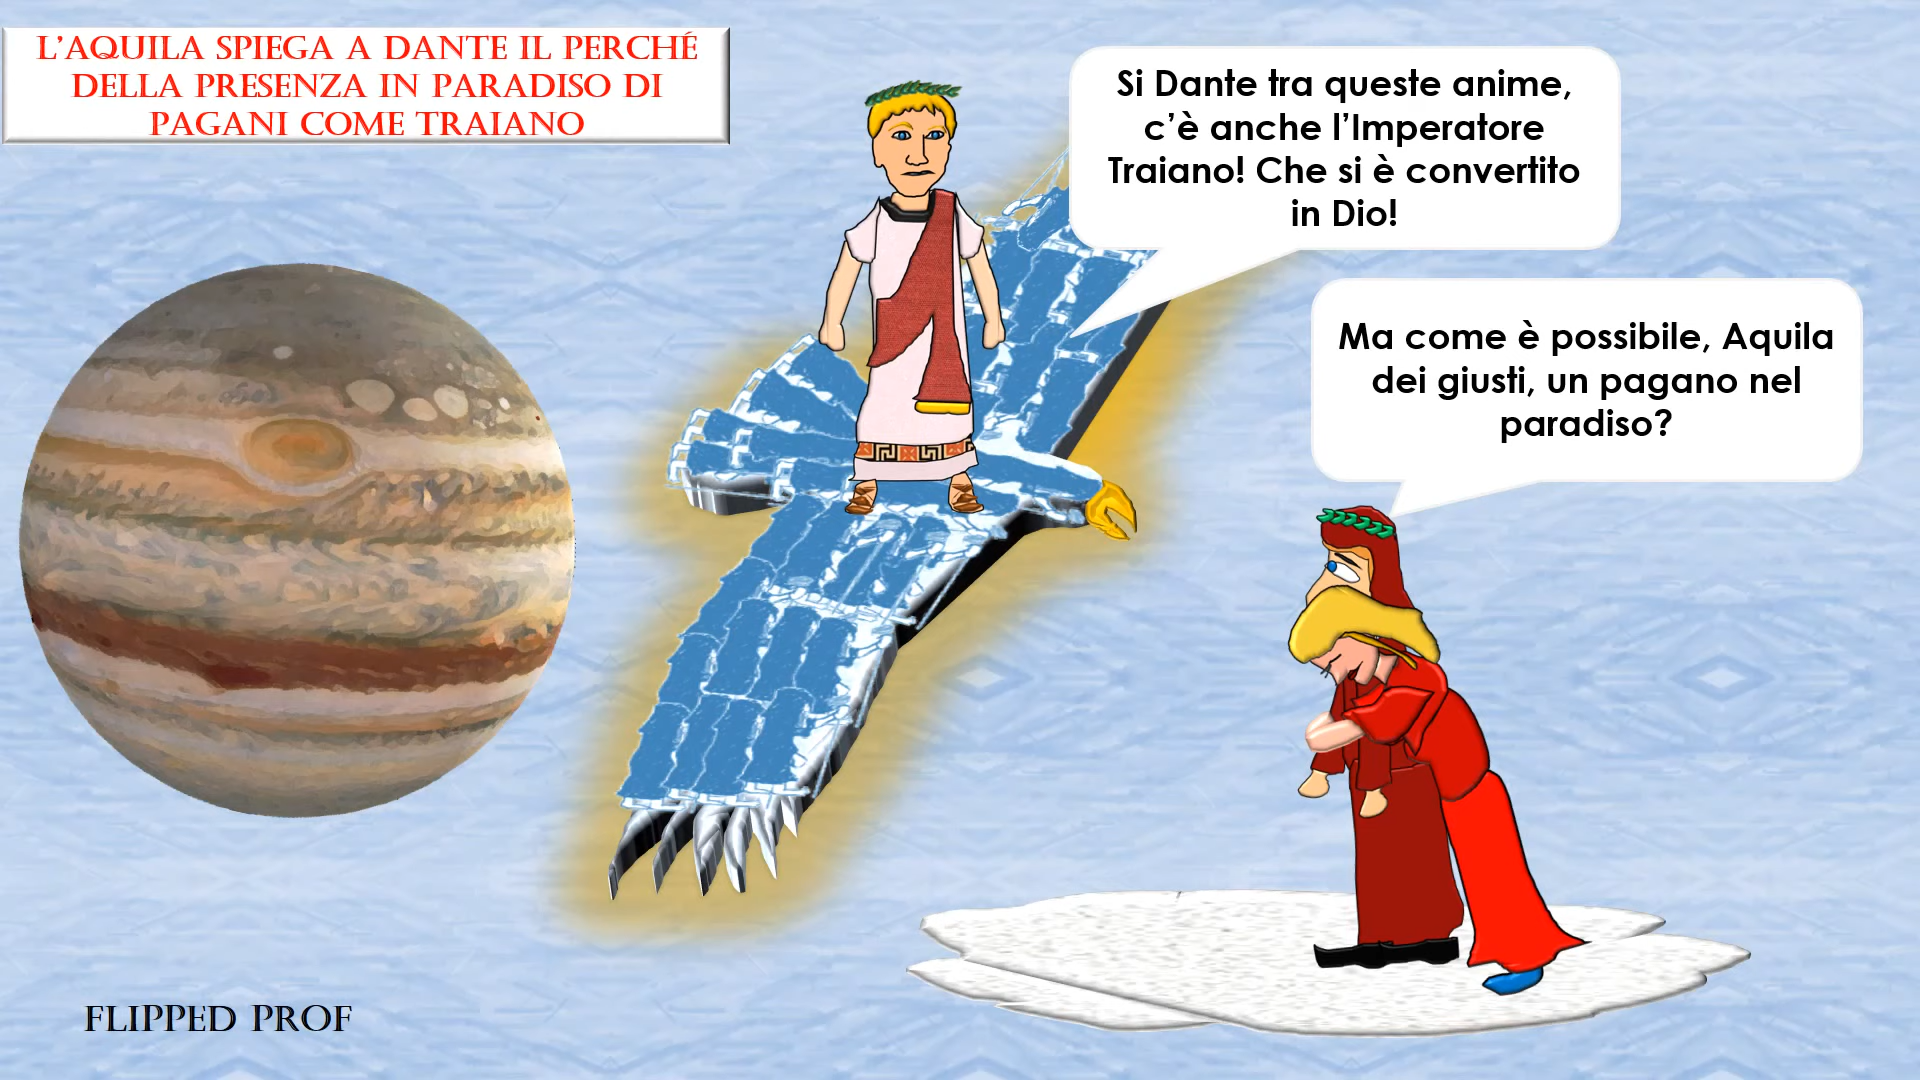 L'AQUILA SPIEGA A DANTE IL PERCHÉ
DELLA PRESENZA IN PARADISO DI
PAGANI COME TRAIANO
Si Dante tra queste anime,
c'è anche l'Imperatore
Traiano! Che si è convertito
in Dio!
Ma come è possibile, Aquila
dei giusti, un pagano nel
paradiso?
FLIPPED PROF